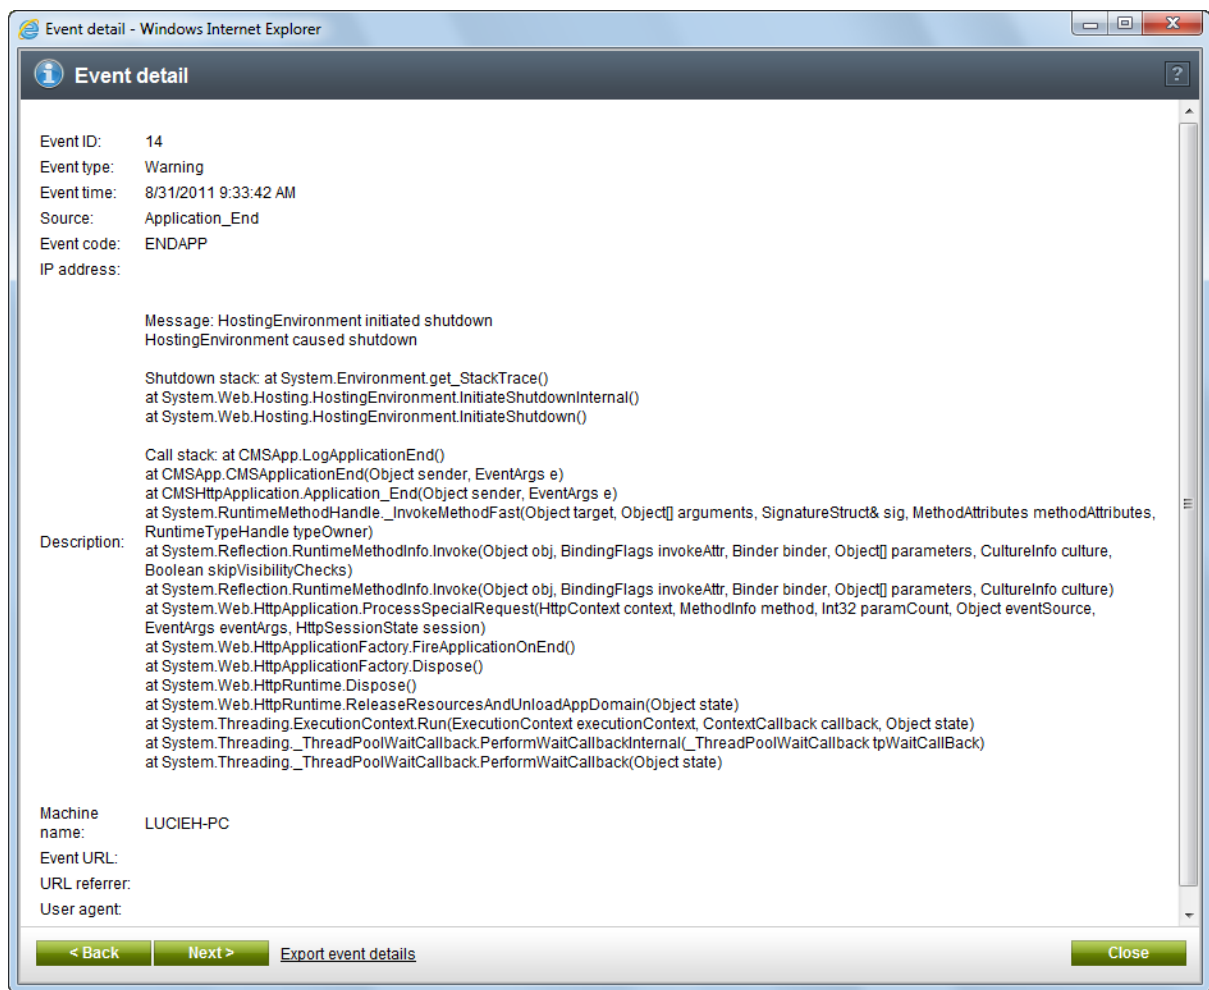 Event detail - Windows Internet Explorer
Event detail
?
Event ID: 14
Event type: Warning
Event time: 8/31/2011 9:33:42 AM
Source: Application_End
Event code: ENDAPP
IP address:
Message: HostingEnvironment initiated shutdown
HostingEnvironment caused shutdown
Shutdown stack: at System.Environment.get_StackTrace()
at System.Web.Hosting.HostingEnvironment.InitiateShutdownInternal()
at System.Web.Hosting.HostingEnvironment.InitiateShutdown()
Call stack: at CMSApp.LogApplicationEnd()
at CMSApp.CMSApplicationEnd(Object sender, EventArgs e)
at CMSHttpApplication.Application_End(Object sender, EventArgs e)
at System.RuntimeMethodHandle._InvokeMethodFast(Object target, Object[] arguments, SignatureStruct& sig, MethodAttributes methodAttributes,
RuntimeTypeHandle typeOwner)
Description:
at System.Reflection.RuntimeMethodInfo.Invoke(Object obj, BindingFlags invokeAttr, Binder binder, Object[] parameters, CultureInfo culture,
Boolean skipVisibilityChecks)
at System.Reflection.RuntimeMethodInfo.Invoke(Object obj, BindingFlags invokeAttr, Binder binder, Object[] parameters, CultureInfo culture)
at System.Web.HttpApplication.ProcessSpecialRequest(HttpContext context, MethodInfo method, Int32 paramCount, Object eventSource,
EventArgs eventArgs, HttpSessionState session)
at System.Web.HttpApplicationFactory.FireApplicationOnEnd()
at System.Web.HttpApplicationFactory.Dispose()
at System.Web.HttpRuntime.Dispose()
at System.Web.HttpRuntime.ReleaseResourcesAndUnloadAppDomain(Object state)
at System.Threading.ExecutionContext.Run(ExecutionContext executionContext, ContextCallback callback, Object state)
at System.Threading._ThreadPoolWaitCallback.PerformWaitCallbackInternal(_ThreadPoolWaitCallback tpWaitCallBack)
at System.Threading._ThreadPoolWaitCallback.PerformWaitCallback(Object state)
Machine
name:
LUCIEH-PC
Event URL:
URL referrer:
User agent:
< Back Next > Export event details Close